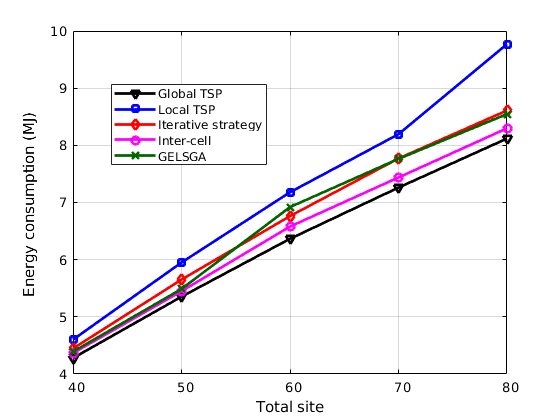 10
9
8
7
6
5
4
Energy consumption (MJ)
Global TSP
Local TSP
Iterative strategy
Inter-cell
GELSGA
40 50 60 70 80
Total site